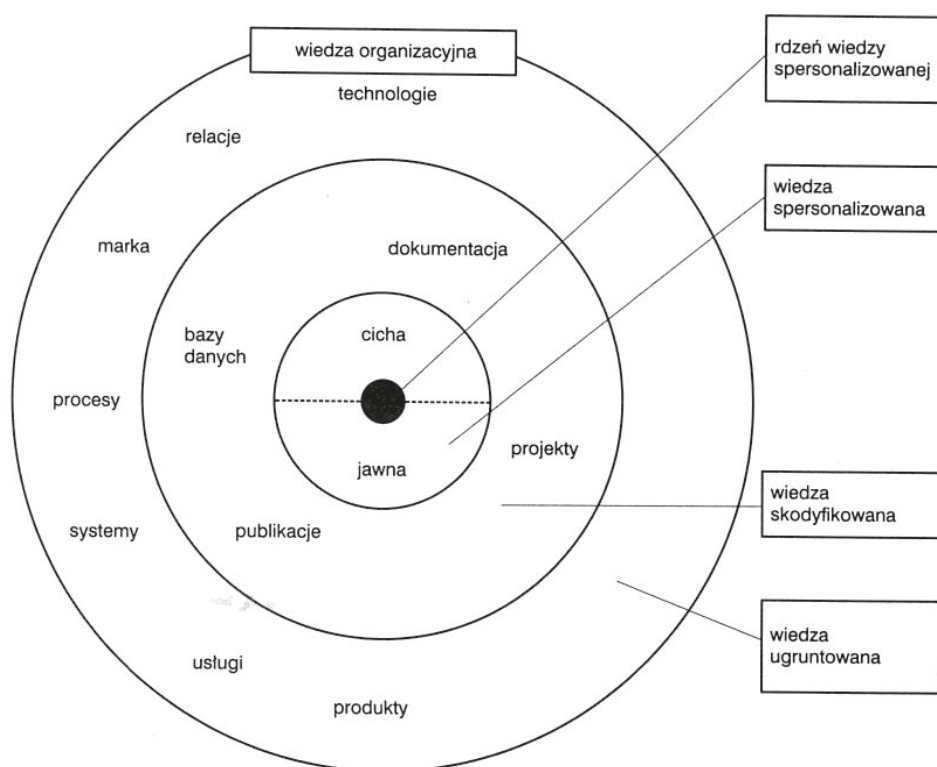 wiedza organizacyjna
technologie
relacje
marka
dokumentacja
bazy
danych
cicha
procesy
jawna
projekty
publikacje
systemy
usługi
produkty
rdzeń wiedzy
spersonalizowanej
wiedza
spersonalizowana
wiedza
skodyfikowana
wiedza
ugruntowana